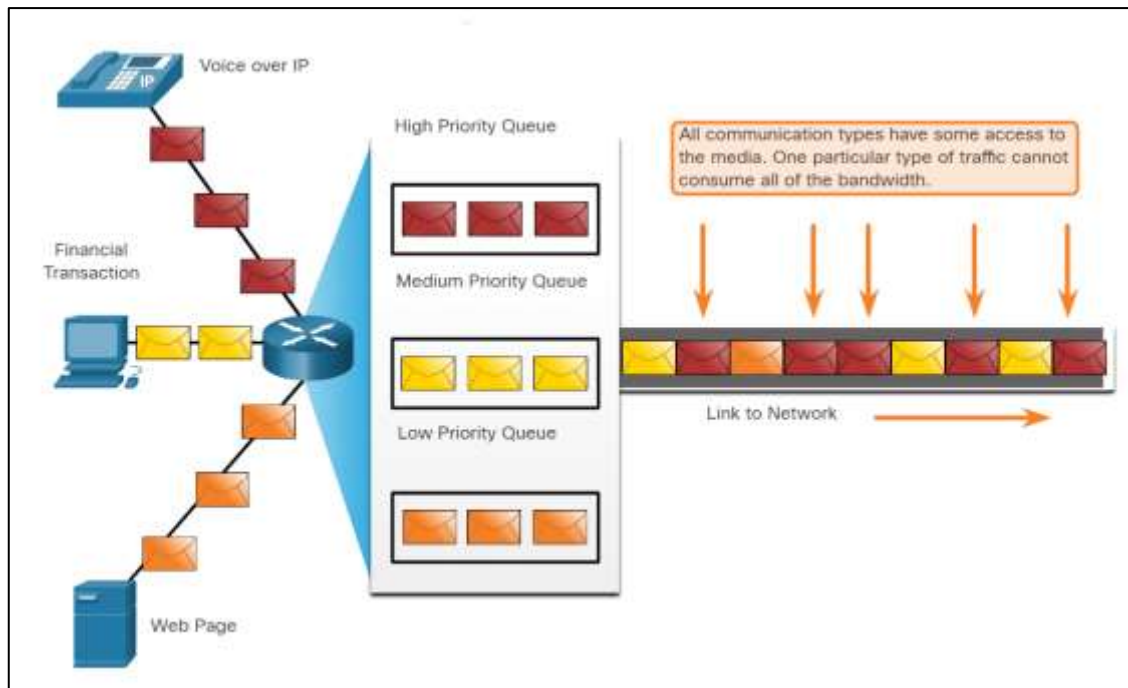 Voice over IP
IP
High Priority Queue
All communication types have some access to
the media. One particular type of traffic cannot
consume all of the bandwidth.
Financial
Transaction
Medium Priority Queue
Low Priority Queue
Link to Network
Web Page